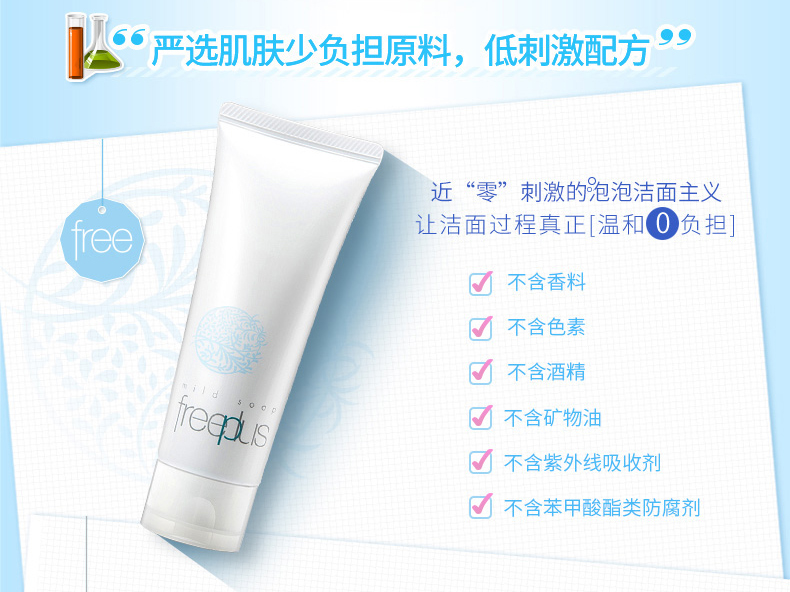 “严选肌肤少负担原料，低刺激配方”
free
近“零”刺激的泡泡洁面主义
让洁面过程真正[温和0负担]
不含香料
不含色素
不含酒精
不含矿物油
不含紫外线吸收剂
不含苯甲酸酯类防腐剂
mild soap
freeplus